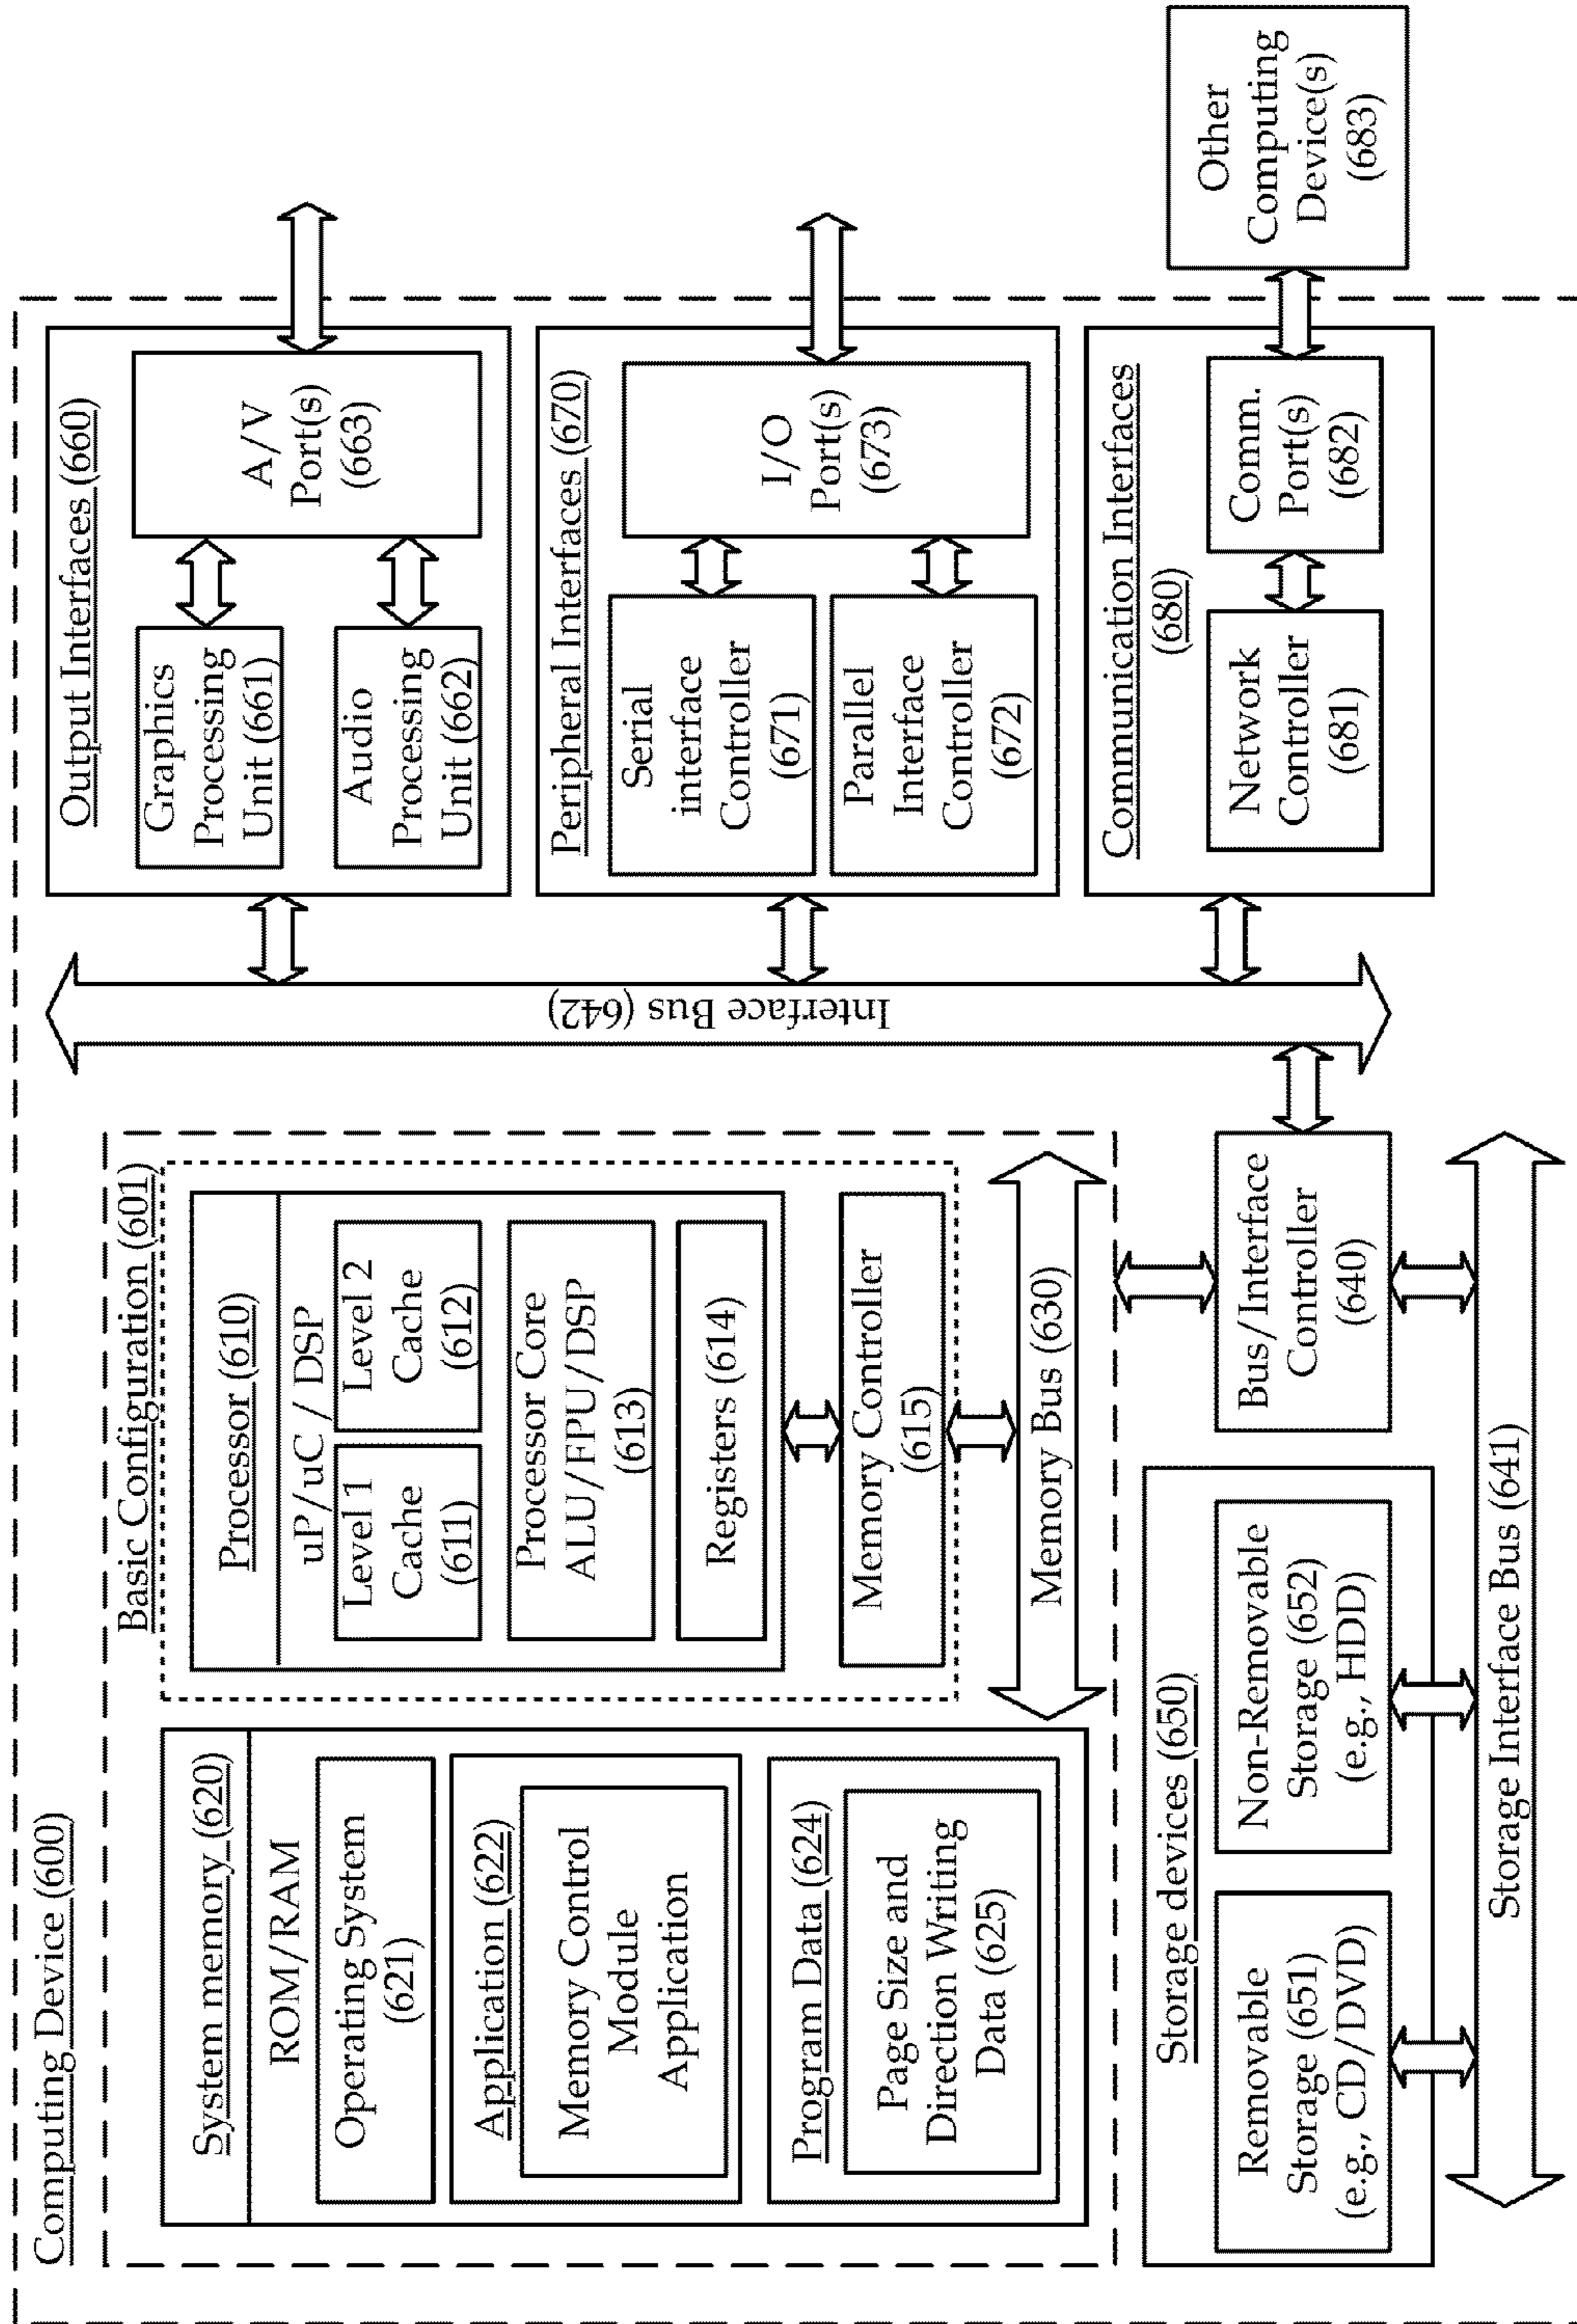 Computing Device (600)
Basic Configuration (601)
System memory (620)
ROM/RAM
Operating System
(621)
Application (622)
Memory Control
Module
Application
Program Data (624)
Page Size and
Direction Writing
Data (625)
Processor (610)
uP/uC / DSP
Level 1
Cache
(611)
Level 2
Cache
(612)
Processor Core
ALU/FPU/DSP
(613)
Registers (614)
Memory Controller
(615)
Memory Bus (630)
Storage devices (650)
Removable
Storage (651)
(e.g., CD/DVD)
Non-Removable
Storage (652)
(e.g., HDD)
Bus/Interface
Controller
(640)
Storage Interface Bus (641)
Interface Bus (642)
Output Interfaces (660)
Graphics
Processing
Unit (661)
Audio
Processing
Unit (662)
A/V
Port(s)
(663)
Peripheral Interfaces (670)
Serial
interface
Controller
(671)
Parallel
Interface
Controller
(672)
I/O
Port(s)
(673)
Communication Interfaces
(680)
Network
Controller
(681)
Comm.
Port(s)
(682)
Other
Computing
Device(s)
(683)